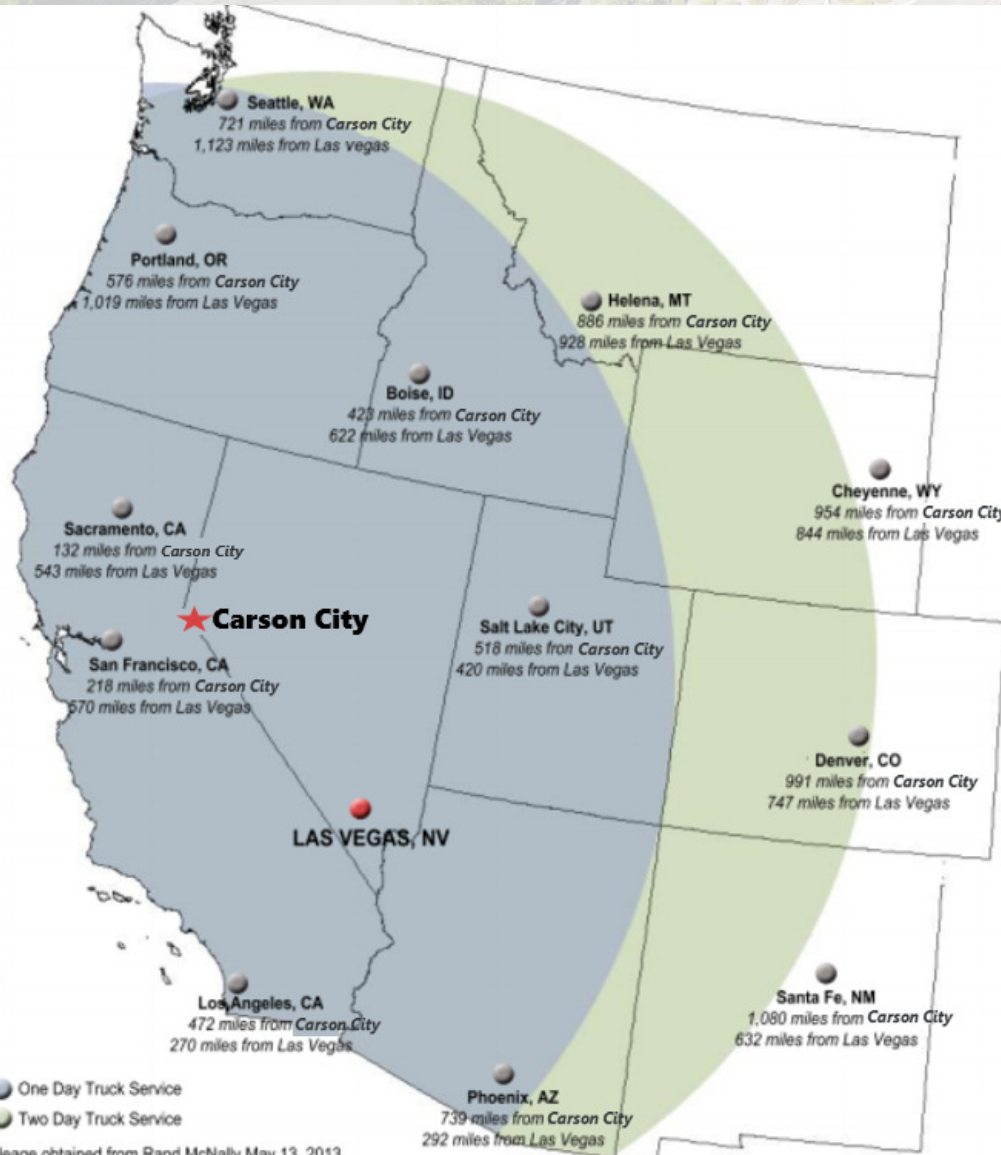 Seattle, WA
721 miles from Carson City
1,123 miles from Las vegas
Portland, OR
576 miles from Carson City
1,019 miles from Las Vegas
Helena, MT
886 miles from Carson City
928 miles from Las Vegas
Boise, ID
423 miles from Carson City
622 miles from Las Vegas
Cheyenne, WY
954 miles from Carson City
844 miles from Las Vegas
Sacramento, CA
132 miles from Carson City
543 miles from Las Vegas
Carson City
Salt Lake City, UT
518 miles fron Carson City
420 miles from Las Vegas
San Francisco, CA
218 miles from Carson City
570 miles from Las Vegas
Denver, CO
991 miles from Carson City
747 miles from Las Vegas
LAS VEGAS, NV
Los Angeles, CA
472 miles from Carson City
270 miles from Las Vegas
Santa Fe, NM
1,080 miles from Carson City
632 miles from Las Vegas
Phoenix, AZ
739 miles from Carson City
292 miles from Las Vegas
One Day Truck Service
Two Day Truck Service
leage obtained from Rand McNally May 13, 2013